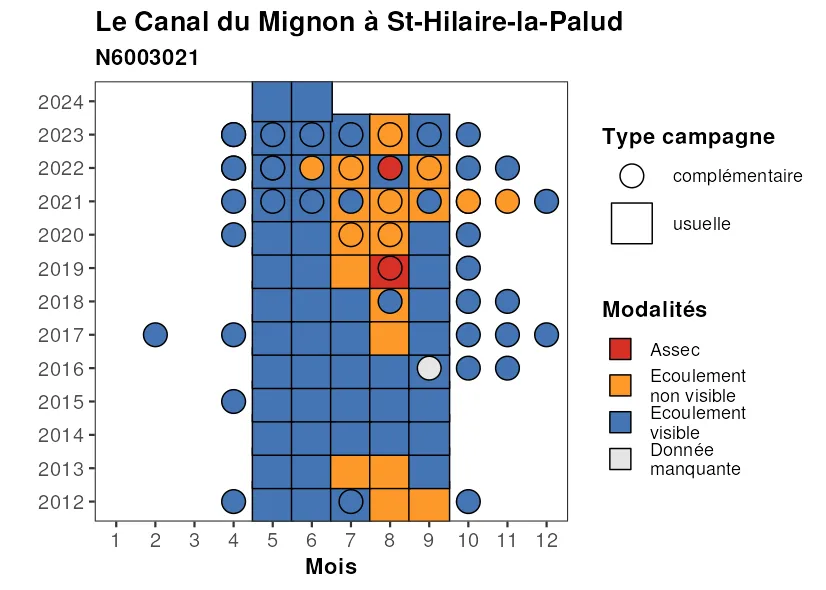 Le Canal du Mignon à St-Hilaire-la-Palud
N6003021
2024
2023
2022
2021
2020
2019
2018
2017
2016
2015
2014
2013
2012
1 2 3 4 5 6 7 8 9 10 11 12
Mois
Type campagne
complémentaire
usuelle
Modalités
Assec
Ecoulement
non visible
Ecoulement
visible
Donnée
manquante